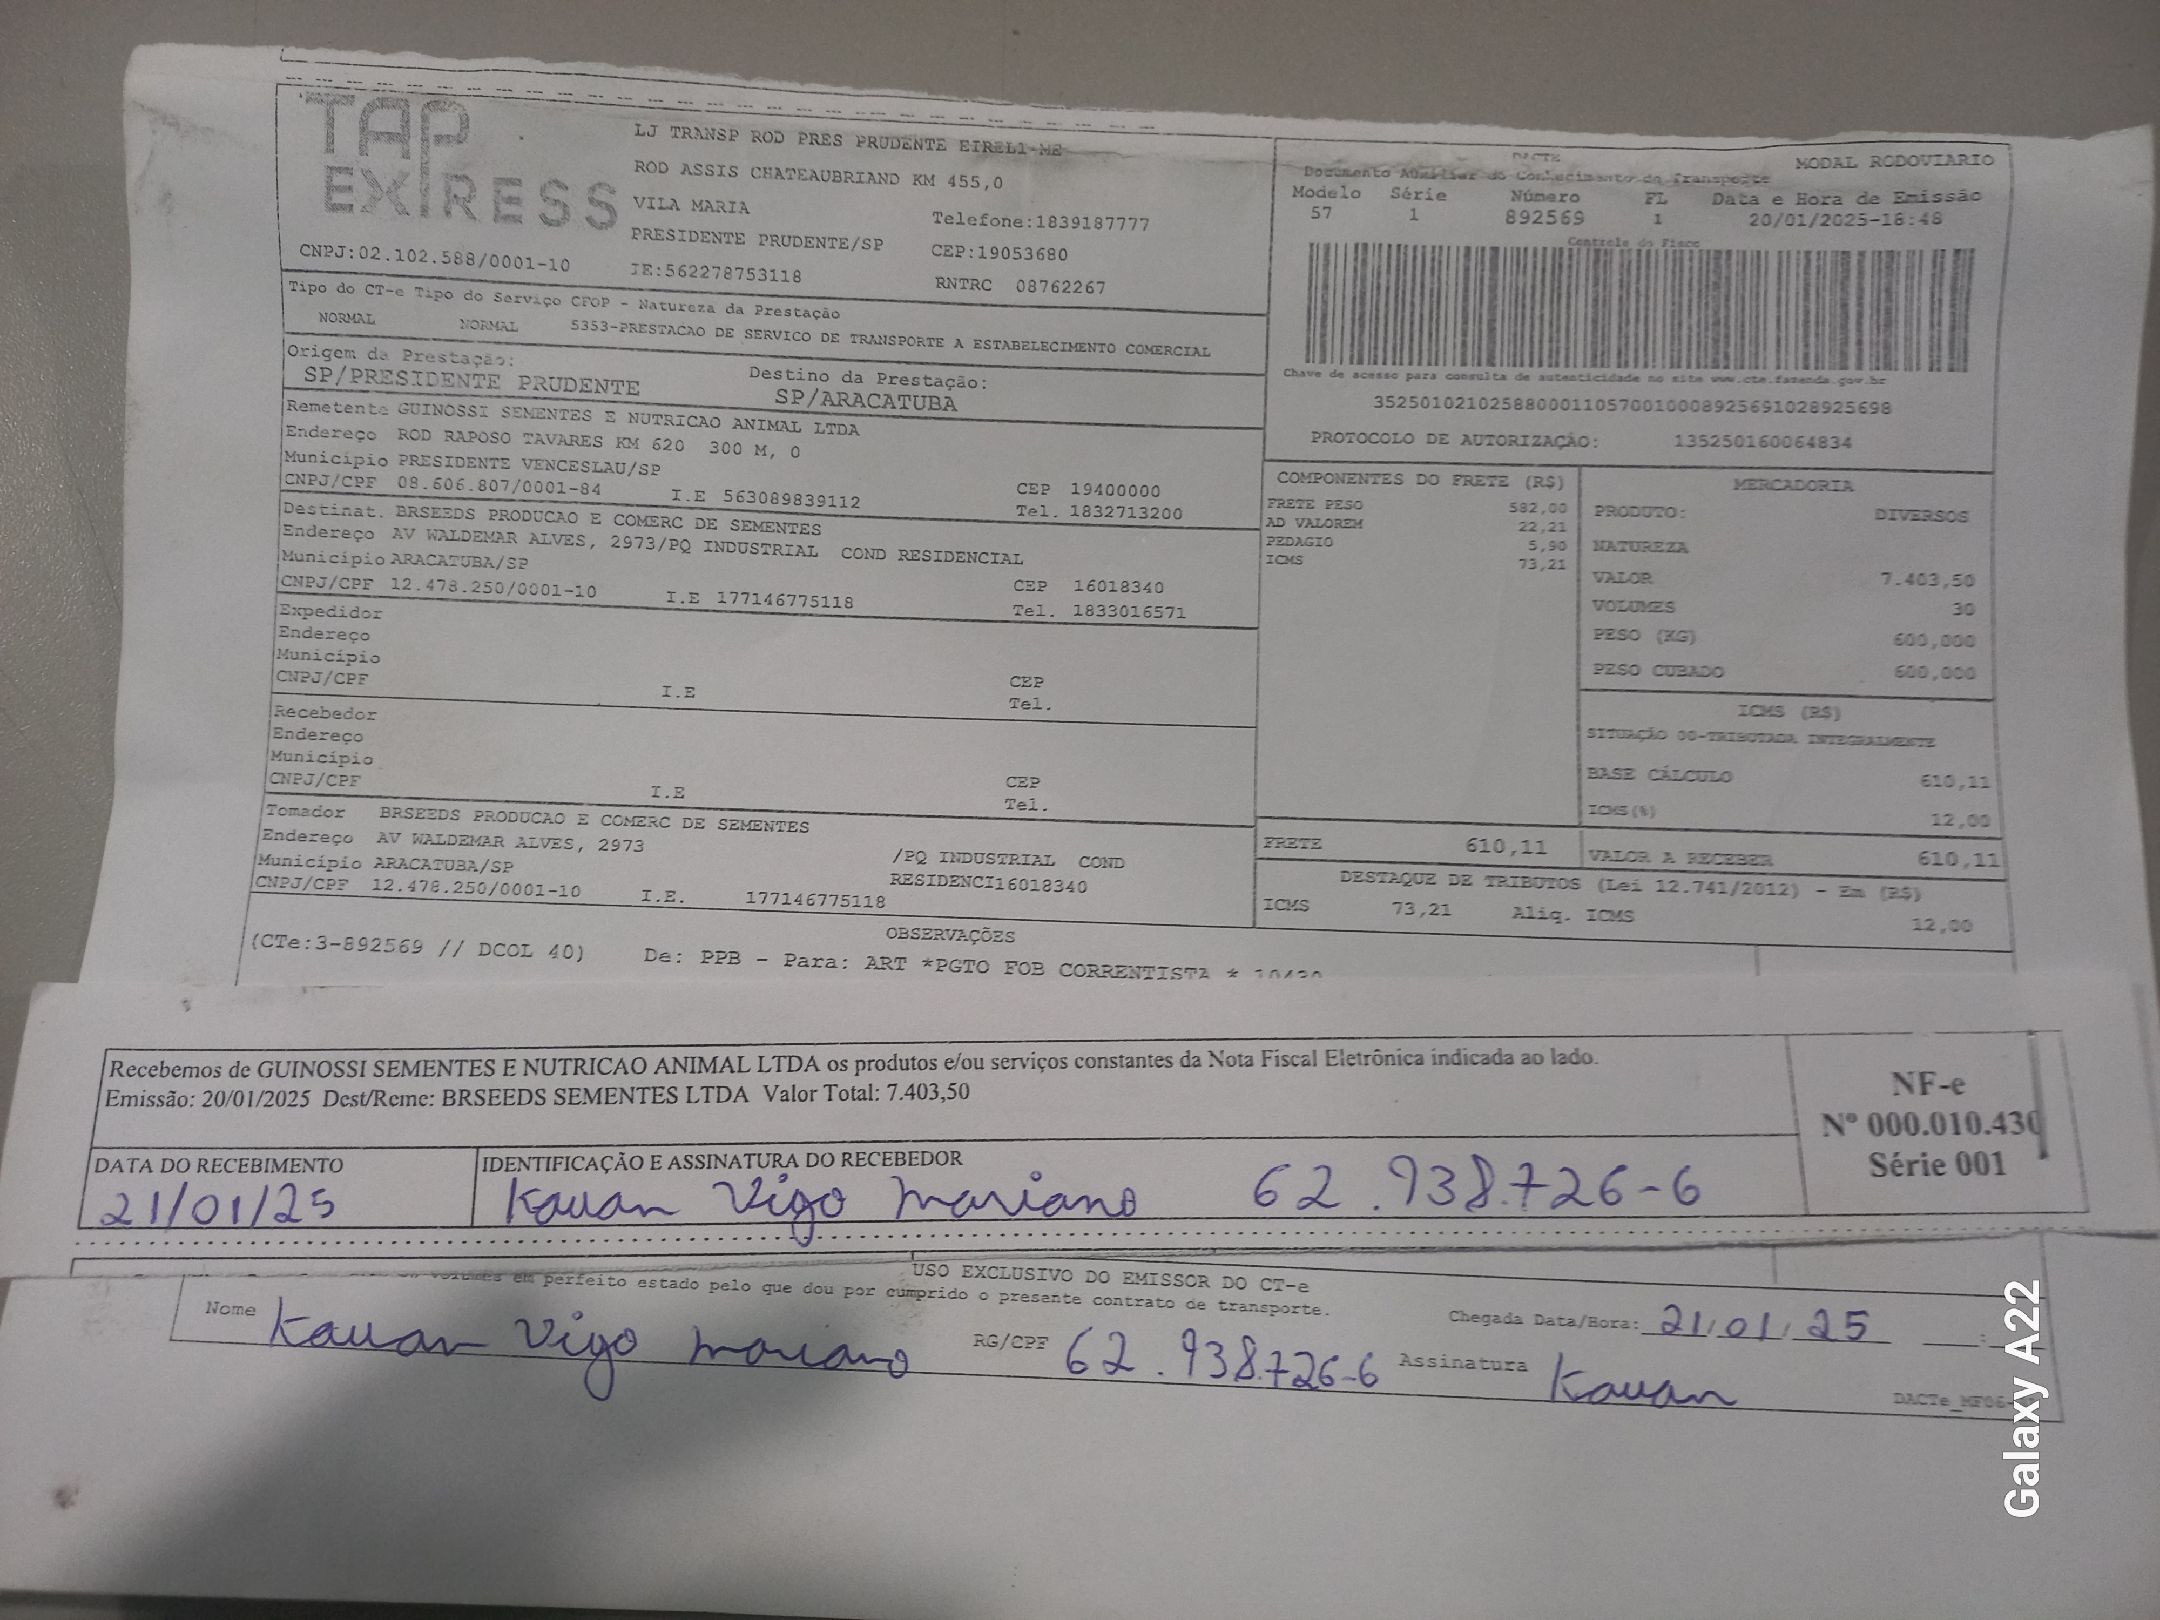 TAP
EXPRESS
LJ TRANSP ROD PRES PRUDENTE EIRELI-ME
ROD ASSIS CHATEAUBRIAND KM 455,0
VILA MARIA
Telefone:1839187777
PRESIDENTE PRUDENTE/SP
CEP:19053680
CNPJ:02.102.588/0001-10
IE:562278753118
RNTRC 08762267
DACTE
MODAL RODOVIARIO
Documento Auxiliar do Conhecimento de Transporte
Modelo Série Número FL Data e Hora de Emissão
57 1 892569 1 20/01/2025-18:48
Controle do Fisco
Chave de acesso para consulta de autenticidade no site www.cte.fazenda.gov.br
35250102102588000110570010008925691028925698
PROTOCOLO DE AUTORIZAÇÃO: 135250160064834
Tipo do CT-e Tipo do Serviço CFOP - Natureza da Prestação
NORMAL NORMAL 5353-PRESTACAO DE SERVICO DE TRANSPORTE A ESTABELECIMENTO COMERCIAL
Origem da Prestação: Destino da Prestação:
SP/PRESIDENTE PRUDENTE SP/ARACATUBA
Remetente GUINOSSI SEMENTES E NUTRICAO ANIMAL LTDA
Endereço ROD RAPOSO TAVARES KM 620 300 M, 0
Município PRESIDENTE VENCESLAU/SP CEP 19400000
CNPJ/CPF 08.606.807/0001-84 I.E 563089839112 Tel. 1832713200
Destinat. BRSEEDS PRODUCAO E COMERC DE SEMENTES
Endereço AV WALDEMAR ALVES, 2973/PQ INDUSTRIAL COND RESIDENCIAL
Município ARACATUBA/SP CEP 16018340
CNPJ/CPF 12.478.250/0001-10 I.E 177146775118 Tel. 1833016571
Expedidor
Endereço
Município CEP
CNPJ/CPF I.E Tel.
Recebedor
Endereço
Município CEP
CNPJ/CPF I.E Tel.
Tomador BRSEEDS PRODUCAO E COMERC DE SEMENTES
Endereço AV WALDEMAR ALVES, 2973 /PQ INDUSTRIAL COND
Município ARACATUBA/SP RESIDENCI16018340
CNPJ/CPF 12.478.250/0001-10 I.E. 177146775118
COMPONENTES DO FRETE (R$)
FRETE PESO 582,00
AD VALOREM 22,21
PEDAGIO 5,90
ICMS 73,21
MERCADORIA
PRODUTO: DIVERSOS
NATUREZA
VALOR 7.403,50
VOLUMES 30
PESO (KG) 600,000
PESO CUBADO 600,000
ICMS (R$)
SITUAÇÃO 00-TRIBUTADA INTEGRALMENTE
BASE CÁLCULO 610,11
ICMS(%) 12,00
FRETE 610,11 VALOR A RECEBER 610,11
DESTAQUE DE TRIBUTOS (Lei 12.741/2012) - Em (R$)
ICMS 73,21 Aliq. ICMS 12,00
OBSERVAÇÕES
(CTe:3-892569 // DCOL 40) De: PPB - Para: ART *PGTO FOB CORRENTISTA * 10430
Recebemos de GUINOSSI SEMENTES E NUTRICAO ANIMAL LTDA os produtos e/ou serviços constantes da Nota Fiscal Eletrônica indicada ao lado.
Emissão: 20/01/2025 Dest/Reme: BRSEEDS SEMENTES LTDA Valor Total: 7.403,50
NF-e
Nº 000.010.430
Série 001
DATA DO RECEBIMENTO IDENTIFICAÇÃO E ASSINATURA DO RECEBEDOR
21/01/25 Kauan Vigo Mariano 62.938.726-6
USO EXCLUSIVO DO EMISSOR DO CT-e
volumes em perfeito estado pelo que dou por cumprido o presente contrato de transporte.
Nome Kauan Vigo Mariano RG/CPF 62.938.726-6 Chegada Data/Hora: 21/01/25 :
Assinatura Kauan
DACTe_MF06-
Galaxy A22